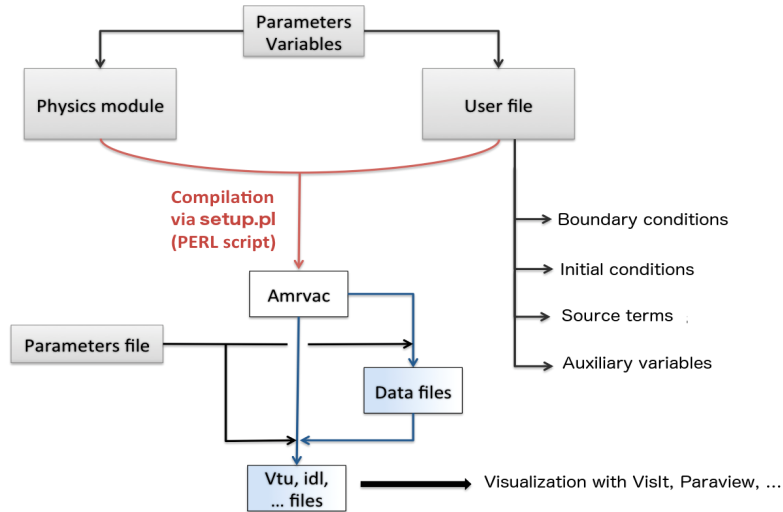 Parameters
Variables
Physics module
User file
Compilation
via setup.pl
(PERL script)
Boundary conditions
Initial conditions
Source terms
Auxiliary variables
Amrvac
Parameters file
Data files
Vtu, idl,
... files
Visualization with VisIt, Paraview, ...